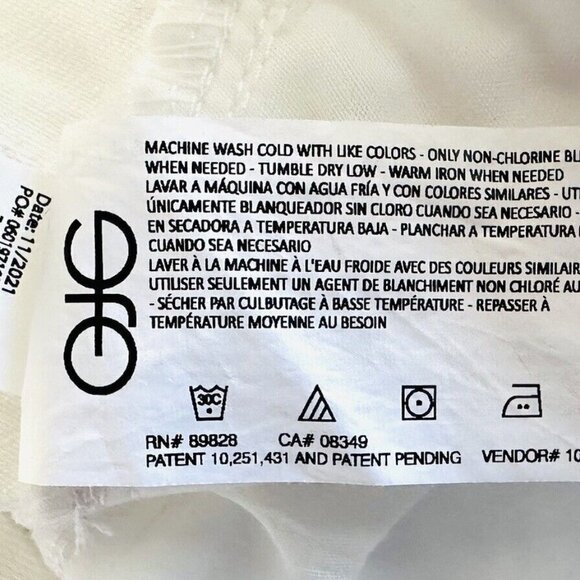 MACHINE WASH COLD WITH LIKE COLORS - ONLY NON-CHLORINE BL
WHEN NEEDED - TUMBLE DRY LOW - WARM IRON WHEN NEEDED
LAVAR A MÁQUINA CON AGUA FRÍA Y CON COLORES SIMILARES - UT
ÚNICAMENTE BLANQUEADOR SIN CLORO CUANDO SEA NECESARIO -
EN SECADORA A TEMPERATURA BAJA - PLANCHAR A TEMPERATURA
CUANDO SEA NECESARIO
LAVER À LA MACHINE À L'EAU FROIDE AVEC DES COULEURS SIMILAIR
UTILISER SEULEMENT UN AGENT DE BLANCHIMENT NON CHLORÉ AU
- SÉCHER PAR CULBUTAGE À BASSE TEMPÉRATURE - REPASSER À
TEMPÉRATURE MOYENNE AU BESOIN
30C
RN# 89828 CA# 08349
PATENT 10,251,431 AND PATENT PENDING VENDOR# 10
Date: 11/2021